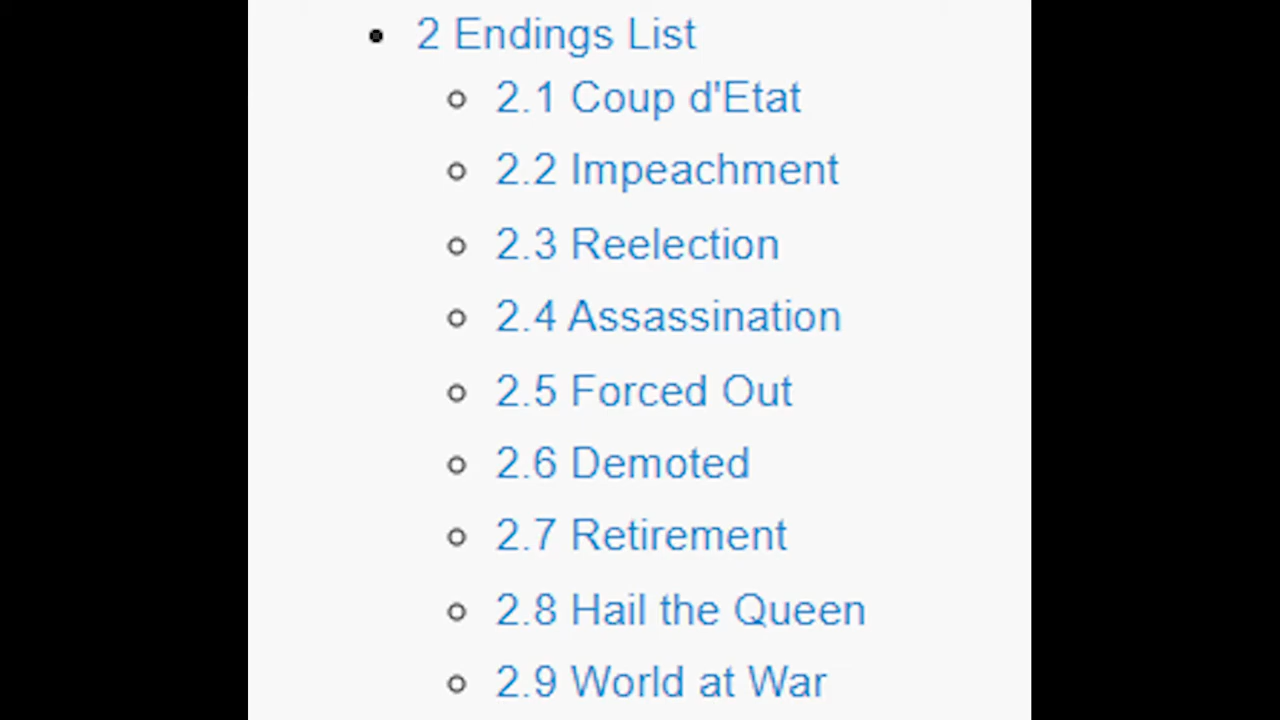 2 Endings List
2.1 Coup d'Etat
2.2 Impeachment
2.3 Reelection
2.4 Assassination
2.5 Forced Out
2.6 Demoted
2.7 Retirement
2.8 Hail the Queen
2.9 World at War